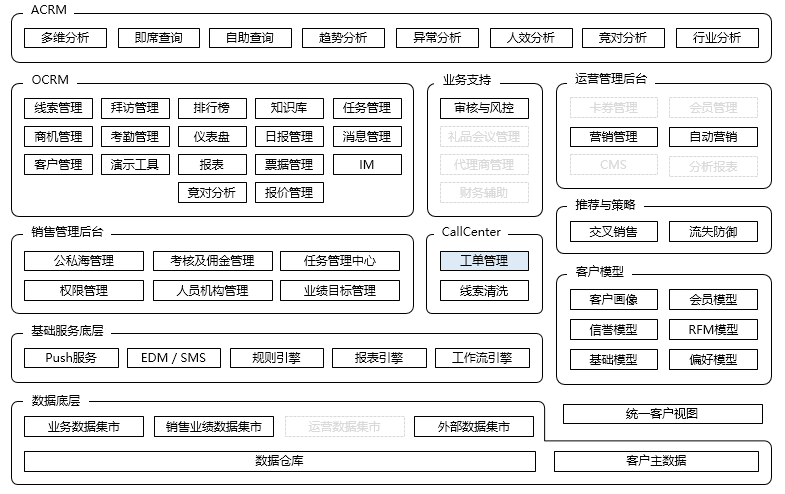 ACRM
多维分析 即席查询 自助查询 趋势分析 异常分析 人效分析 竞对分析 行业分析
OCRM
线索管理 拜访管理 排行榜 知识库 任务管理
商机管理 考勤管理 仪表盘 日报管理 消息管理
客户管理 演示工具 报表 票据管理 IM
竞对分析 报价管理
业务支持
审核与风控
礼品会议管理
代理商管理
财务辅助
运营管理后台
卡券管理 会员管理
营销管理 自动营销
CMS 分析报表
推荐与策略
交叉销售 流失防御
销售管理后台
公私海管理 考核及佣金管理 任务管理中心
权限管理 人员机构管理 业绩目标管理
CallCenter
工单管理
线索清洗
客户模型
客户画像 会员模型
信誉模型 RFM模型
基础模型 偏好模型
基础服务底层
Push服务 EDM / SMS 规则引擎 报表引擎 工作流引擎
数据底层
业务数据集市 销售业绩数据集市 运营数据集市 外部数据集市
统一客户视图
数据仓库 客户主数据